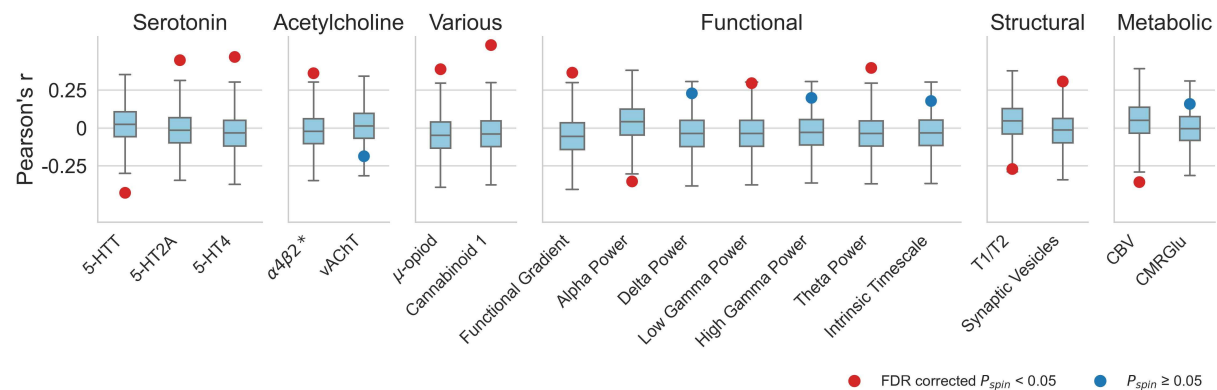 Serotonin
Acetylcholine
Various
Functional
Structural
Metabolic
Pearson's r
0.25
0
-0.25
5-HTT
5-HT2A
5-HT4
α4β2*
vAChT
μ-opiod
Cannabinoid 1
Functional Gradient
Alpha Power
Delta Power
Low Gamma Power
High Gamma Power
Theta Power
Intrinsic Timescale
T1/T2
Synaptic Vesicles
CBV
CMRGlu
FDR corrected P_spin < 0.05
P_spin ≥ 0.05